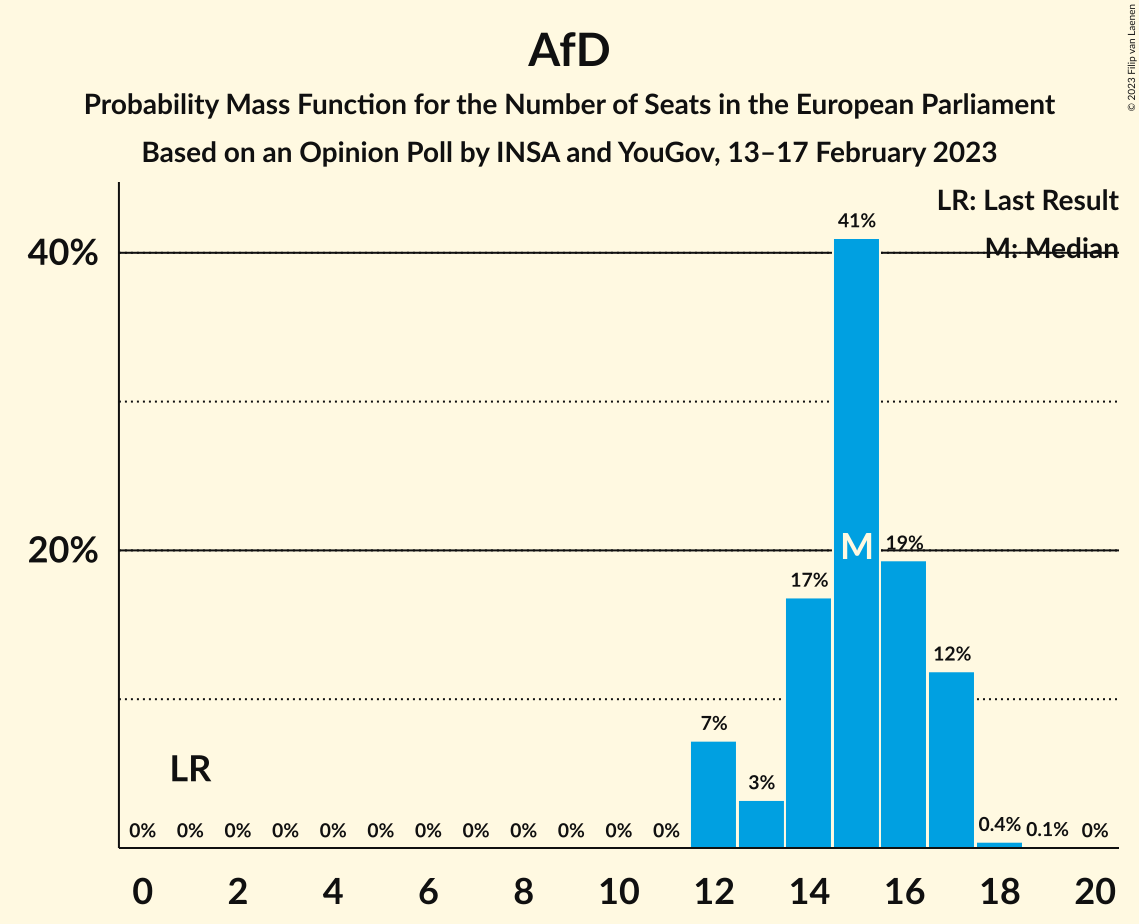 AfD
Probability Mass Function for the Number of Seats in the European Parliament
Based on an Opinion Poll by INSA and YouGov, 13–17 February 2023
© 2023 Filip van Laenen
LR: Last Result
M: Median
40%
20%
41%
M
19%
17%
12%
7%
LR
3%
0% 0% 0% 0% 0% 0% 0% 0% 0% 0% 0% 0% 0.4% 0.1% 0%
0 2 4 6 8 10 12 14 16 18 20